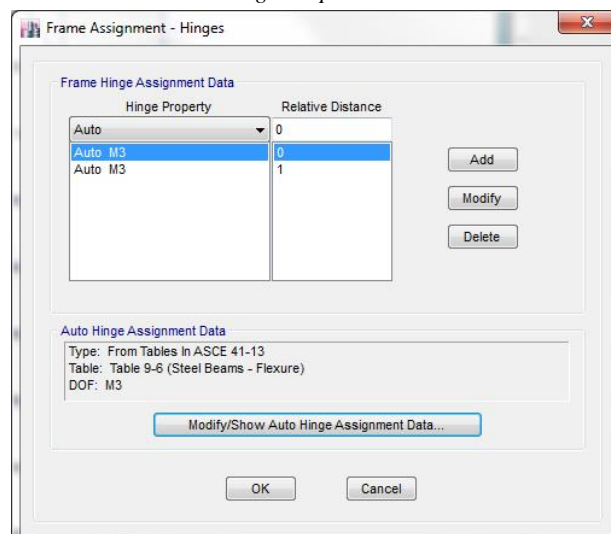 Frame Assignment - Hinges
Frame Hinge Assignment Data
Hinge Property Relative Distance
Auto 0
Auto M3 0
Auto M3 1
Add
Modify
Delete
Auto Hinge Assignment Data
Type: From Tables In ASCE 41-13
Table: Table 9-6 (Steel Beams - Flexure)
DOF: M3
Modify/Show Auto Hinge Assignment Data...
OK Cancel